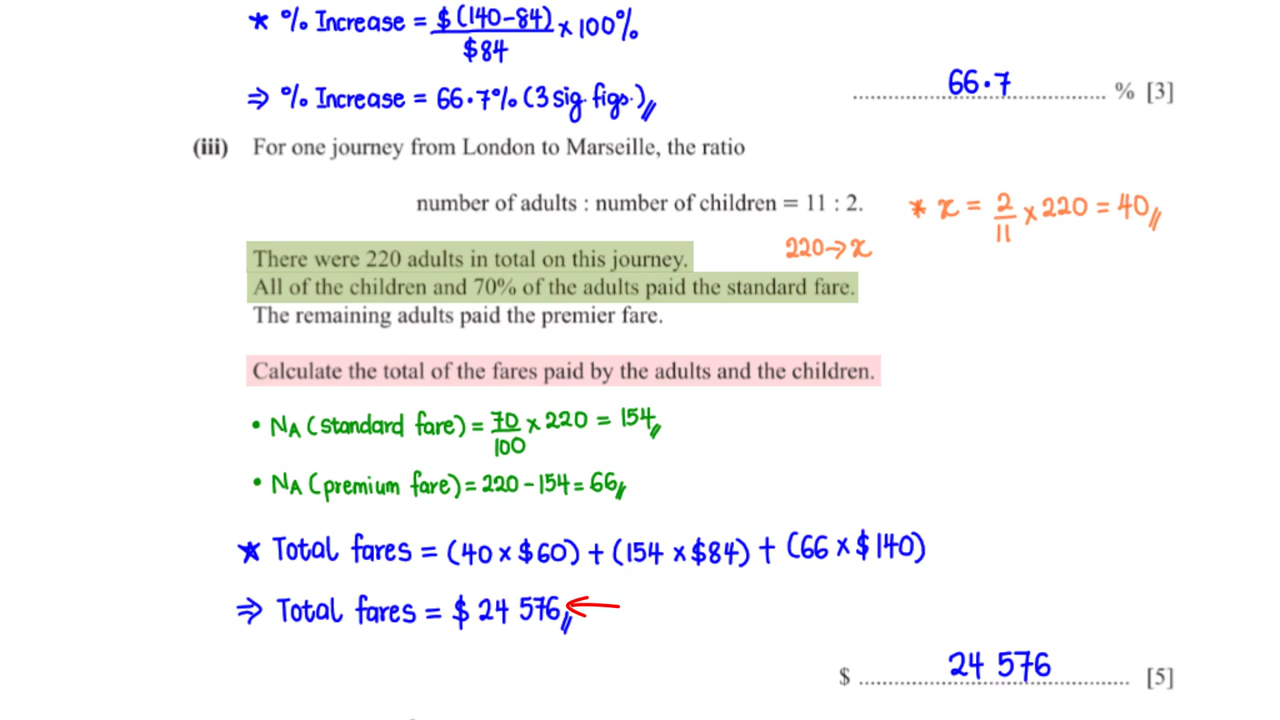 * % Increase = $(140-84)/$84 × 100%
⇒ % Increase = 66.7% (3 sig. figs.)//
66.7 % [3]
(iii) For one journey from London to Marseille, the ratio
number of adults : number of children = 11 : 2.
* x = 2/11 × 220 = 40//
220→x
There were 220 adults in total on this journey.
All of the children and 70% of the adults paid the standard fare.
The remaining adults paid the premier fare.
Calculate the total of the fares paid by the adults and the children.
• NA (standard fare) = 70/100 × 220 = 154//
• NA (premium fare) = 220 - 154 = 66//
* Total fares = (40 × $60) + (154 × $84) + (66 × $140)
⇒ Total fares = $ 24 576//
$ 24 576 [5]